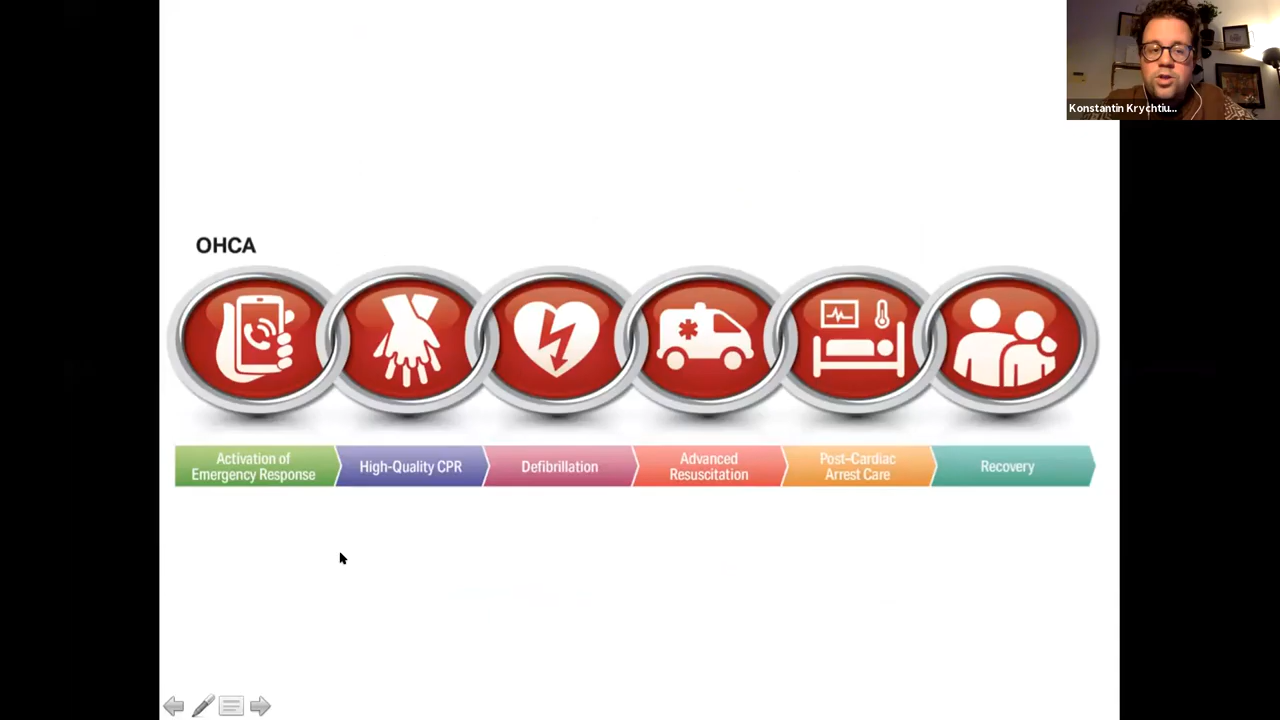 Konstantin Krychtiu...
OHCA
Activation of
Emergency Response
High-Quality CPR
Defibrillation
Advanced
Resuscitation
Post-Cardiac
Arrest Care
Recovery